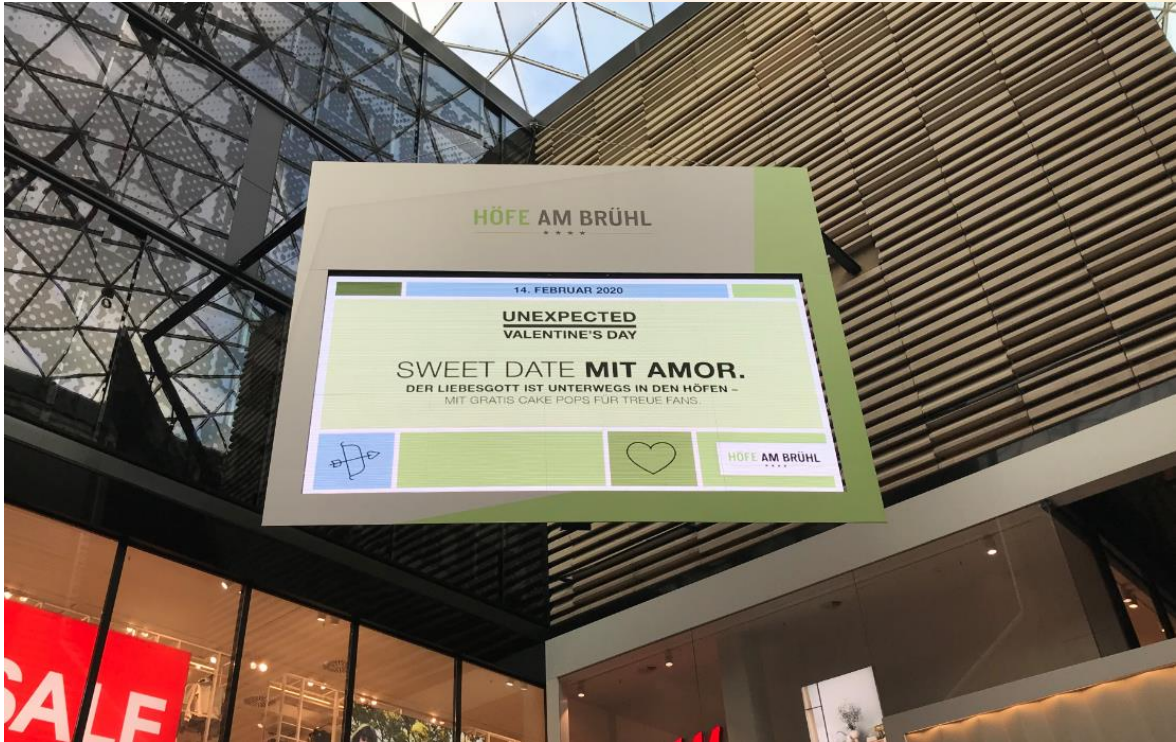 HÖFE AM BRÜHL
14. FEBRUAR 2020
UNEXPECTED
VALENTINE'S DAY
SWEET DATE MIT AMOR.
DER LIEBESGOTT IST UNTERWEGS IN DEN HÖFEN –
MIT GRATIS CAKE POPS FÜR TREUE FANS.
HÖFE AM BRÜHL
SALE